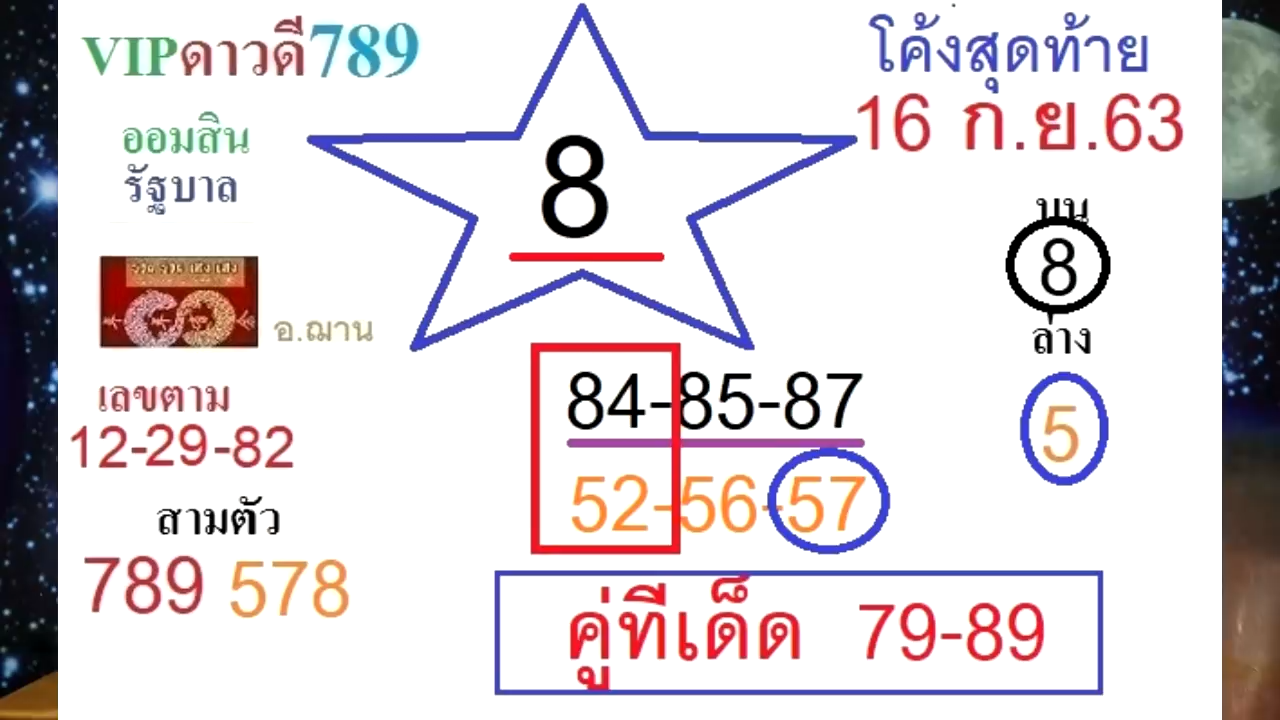 VIPดาวดี789
โค้งสุดท้าย
16 ก.ย.63
ออมสิน
รัฐบาล
8
บน
8
ล่าง
5
อ.ฌาน
เลขตาม
12-29-82
84-85-87
52-56-57
สามตัว
789 578
คู่ทีเด็ด 79-89